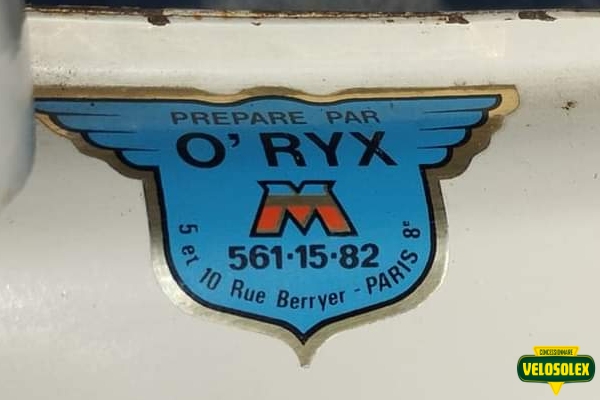 PREPARE PAR
O'RYX
M
561·15·82
5 et 10 Rue Berryer - PARIS 8e
CONCESSIONNAIRE
VELOSOLEX